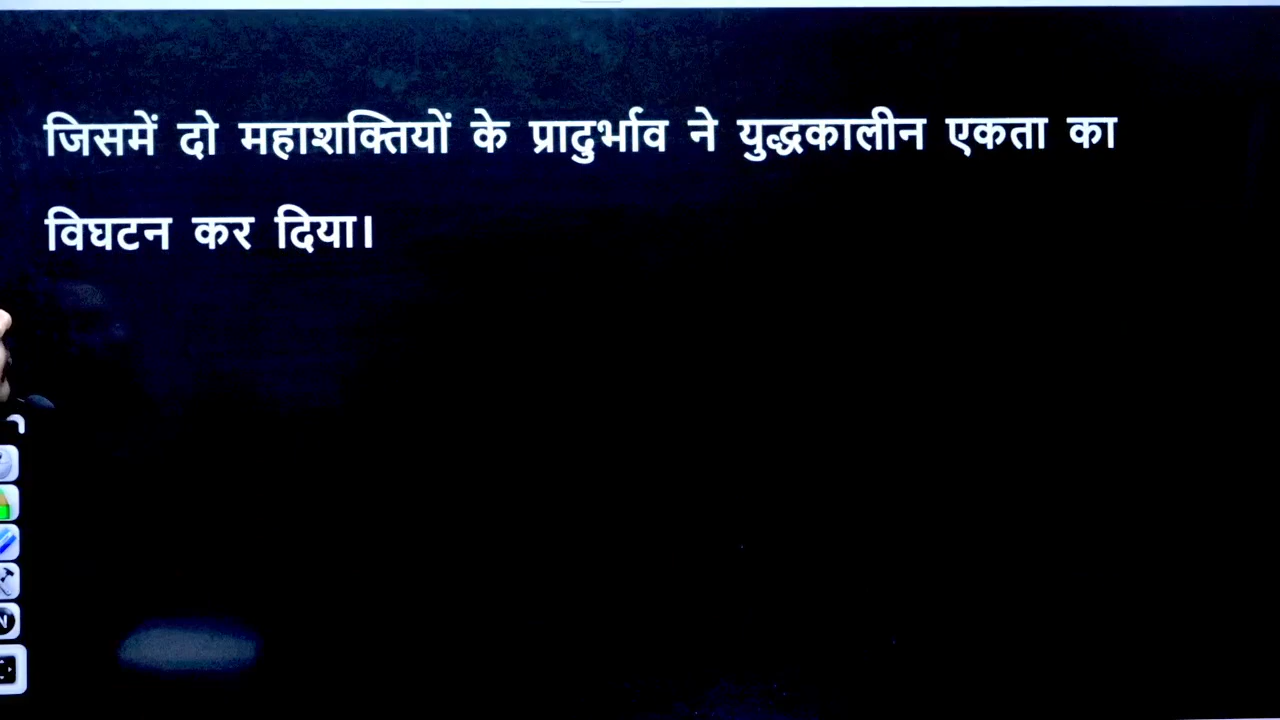 जिसमें दो महाशक्तियों के प्रादुर्भाव ने युद्धकालीन एकता का
विघटन कर दिया।
N